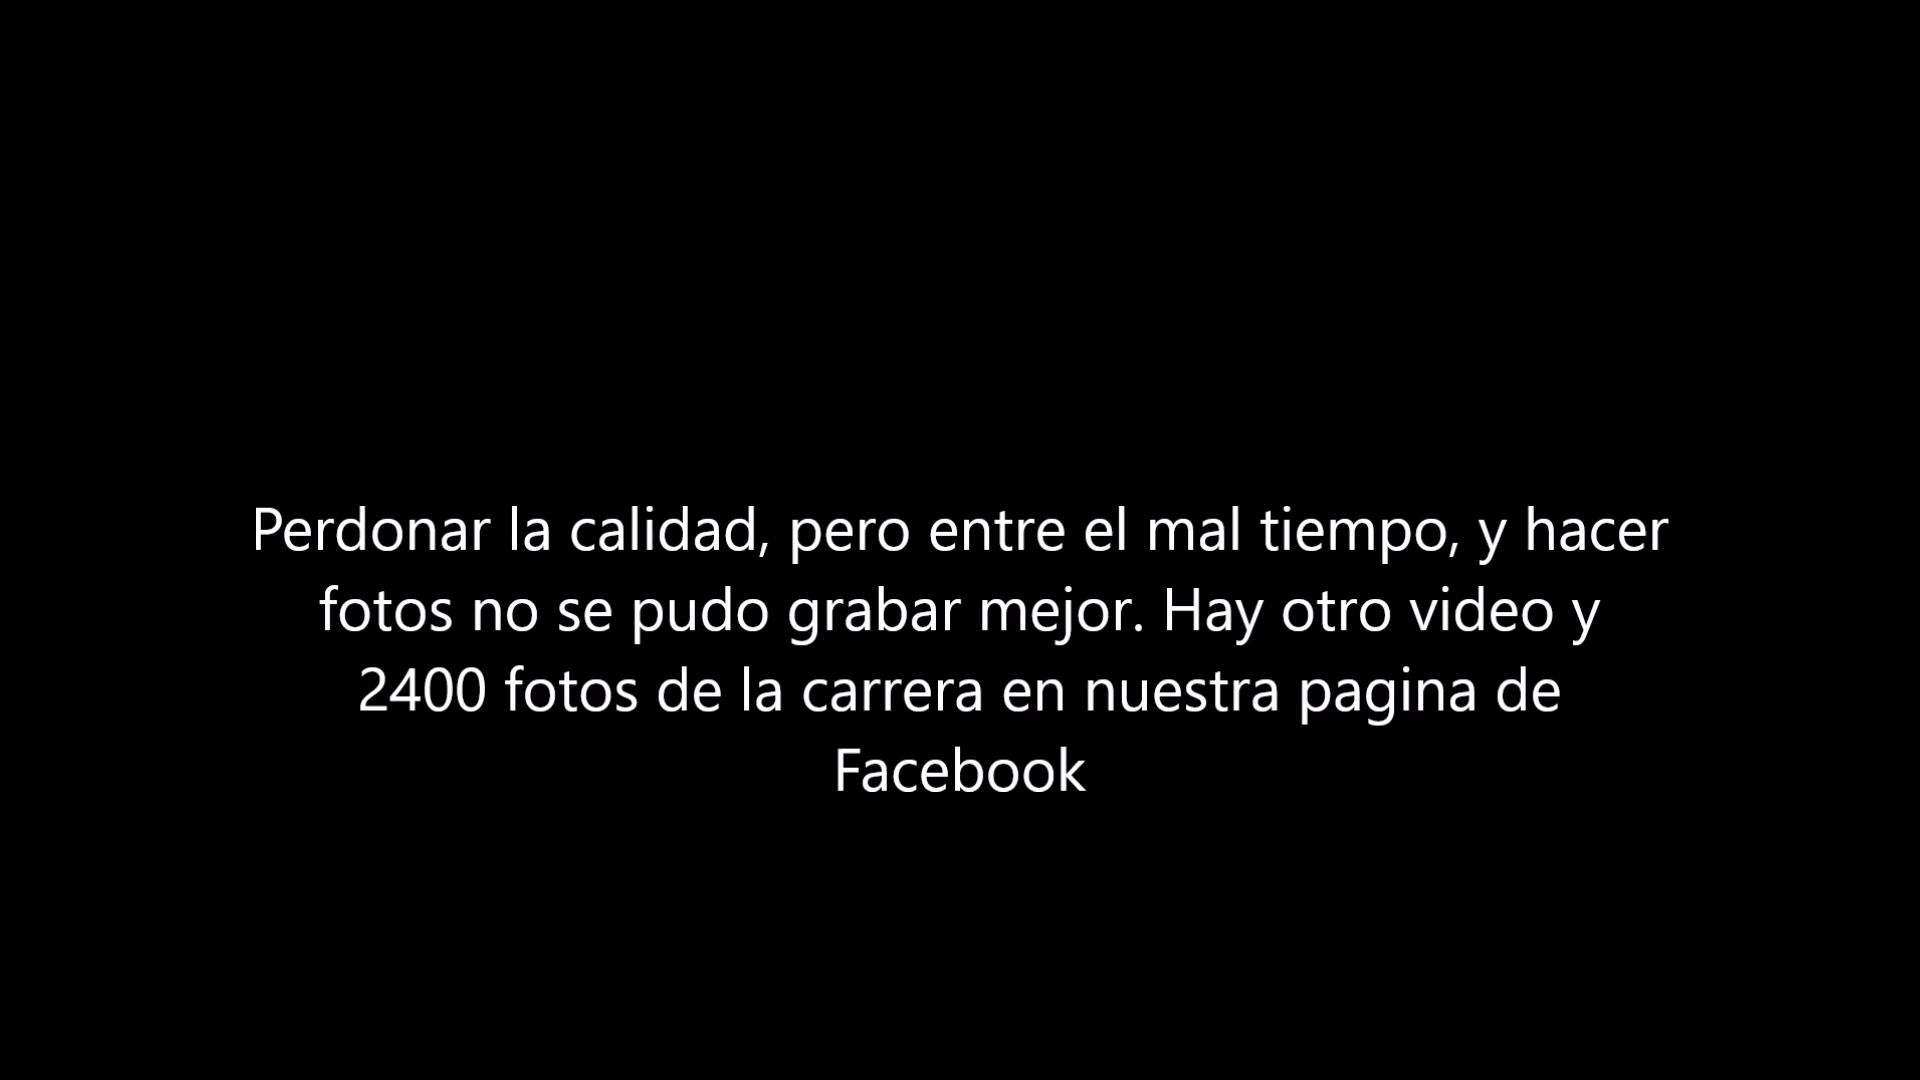 Perdonar la calidad, pero entre el mal tiempo, y hacer
fotos no se pudo grabar mejor. Hay otro video y
2400 fotos de la carrera en nuestra pagina de
Facebook